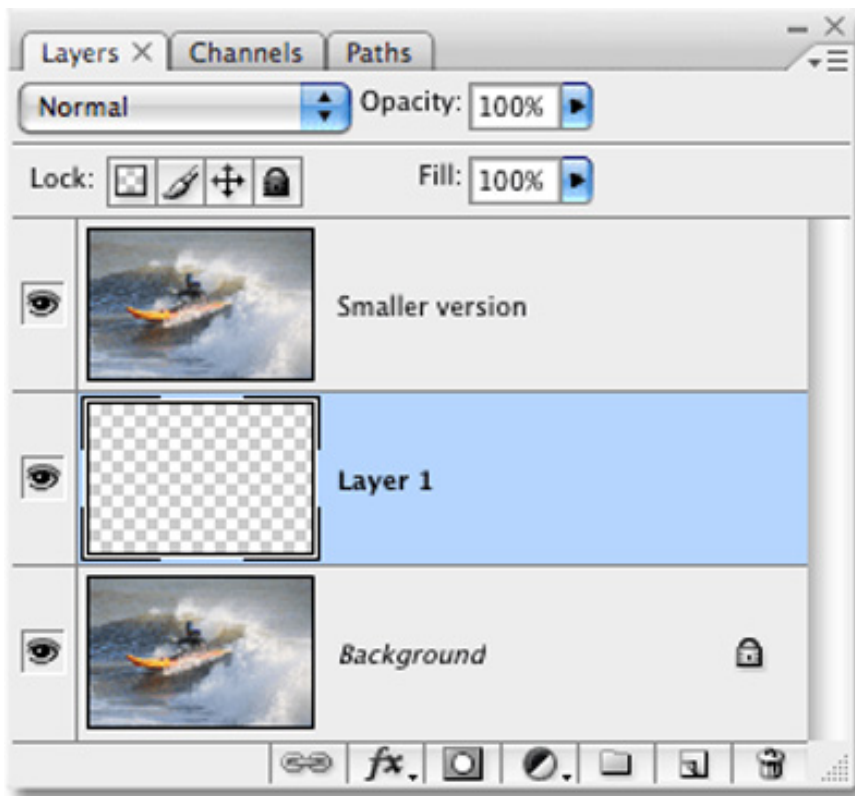 Layers Channels Paths
Normal Opacity: 100%
Lock: Fill: 100%
Smaller version
Layer 1
Background
fx